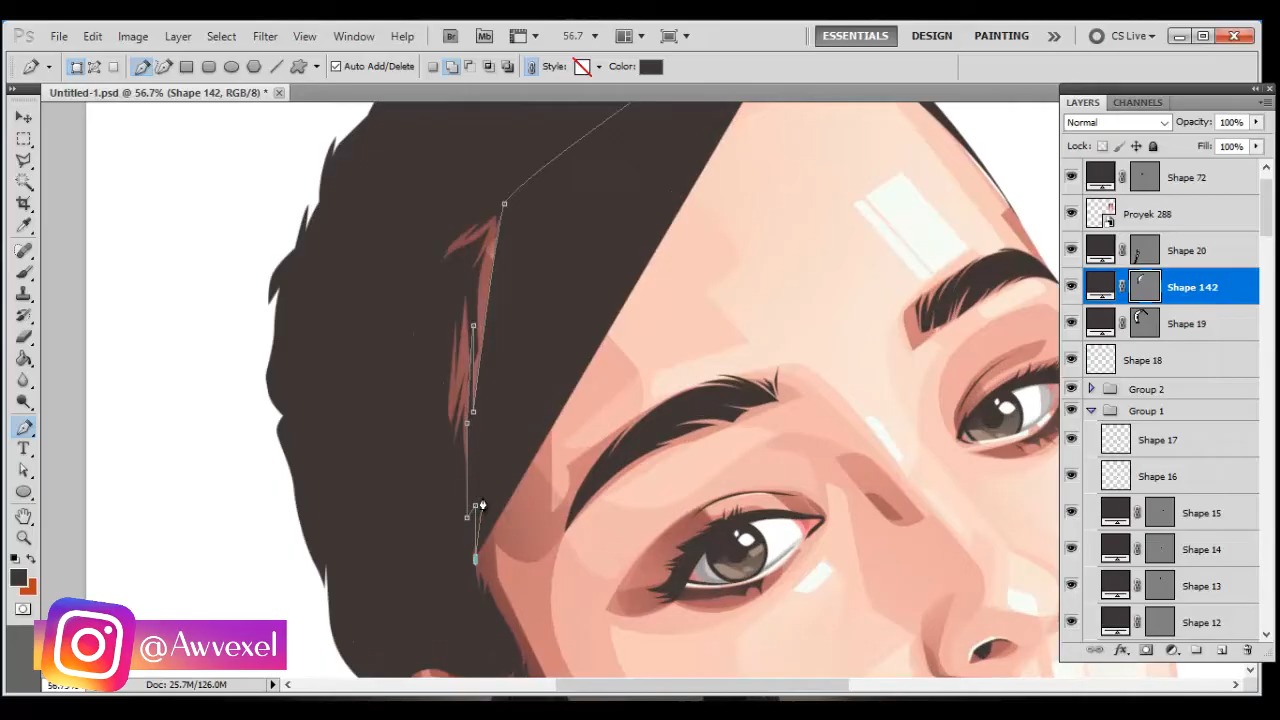 Ps File Edit Image Layer Select Filter View Window Help Br Mb 56.7 ESSENTIALS DESIGN PAINTING CS Live
Auto Add/Delete Style: Color:
Untitled-1.psd @ 56.7% (Shape 142, RGB/8) *
LAYERS CHANNELS
Normal Opacity: 100%
Lock: Fill: 100%
Shape 72
Proyek 288
Shape 20
Shape 142
Shape 19
Shape 18
Group 2
Group 1
Shape 17
Shape 16
Shape 15
Shape 14
Shape 13
Shape 12
@Awvexel
Doc: 25.7M/126.0M